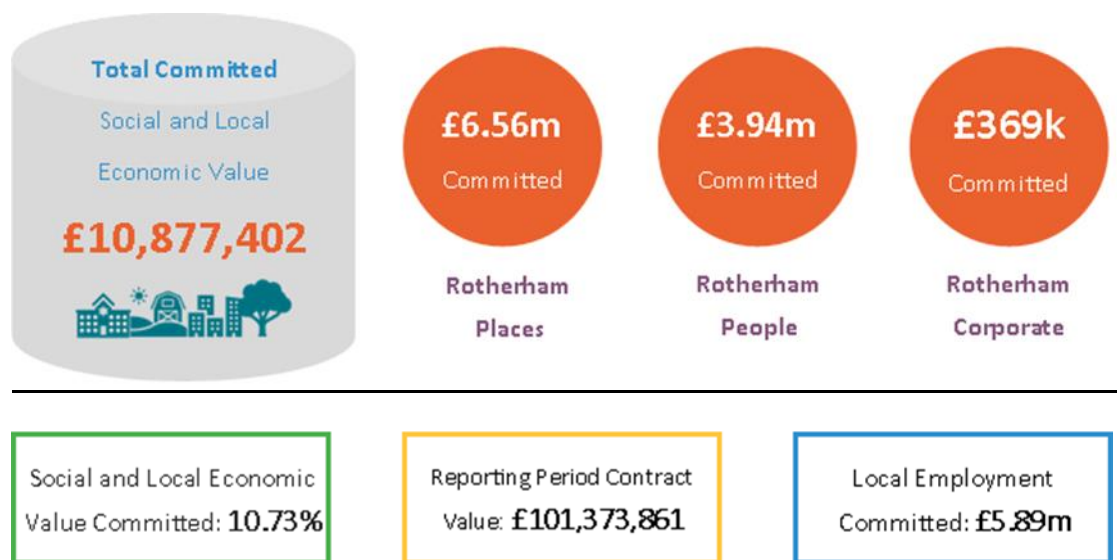 Total Committed
Social and Local
Economic Value
£10,877,402
£6.56m
Committed
Rotherham
Places
£3.94m
Committed
Rotherham
People
£369k
Committed
Rotherham
Corporate
Social and Local Economic
Value Committed: 10.73%
Reporting Period Contract
Value: £101,373,861
Local Employment
Committed: £5.89m